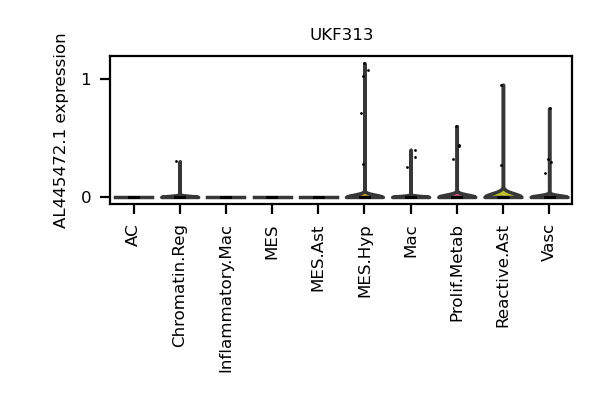 UKF313
AL445472.1 expression
1
0
AC
Chromatin.Reg
Inflammatory.Mac
MES
MES.Ast
MES.Hyp
Mac
Prolif.Metab
Reactive.Ast
Vasc